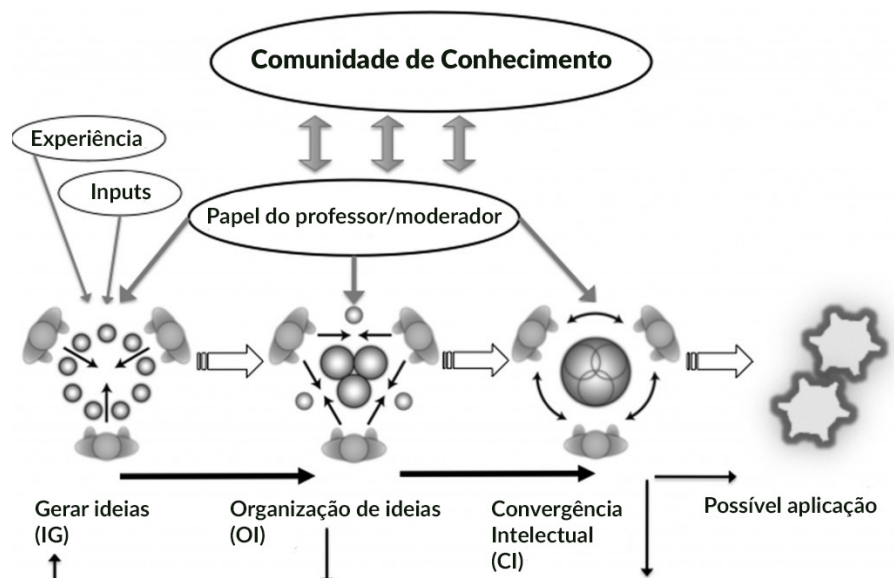 Comunidade de Conhecimento
Experiência
Inputs
Papel do professor/moderador
Gerar ideias
(IG)
Organização de ideias
(OI)
Convergência
Intelectual
(CI)
Possível aplicação